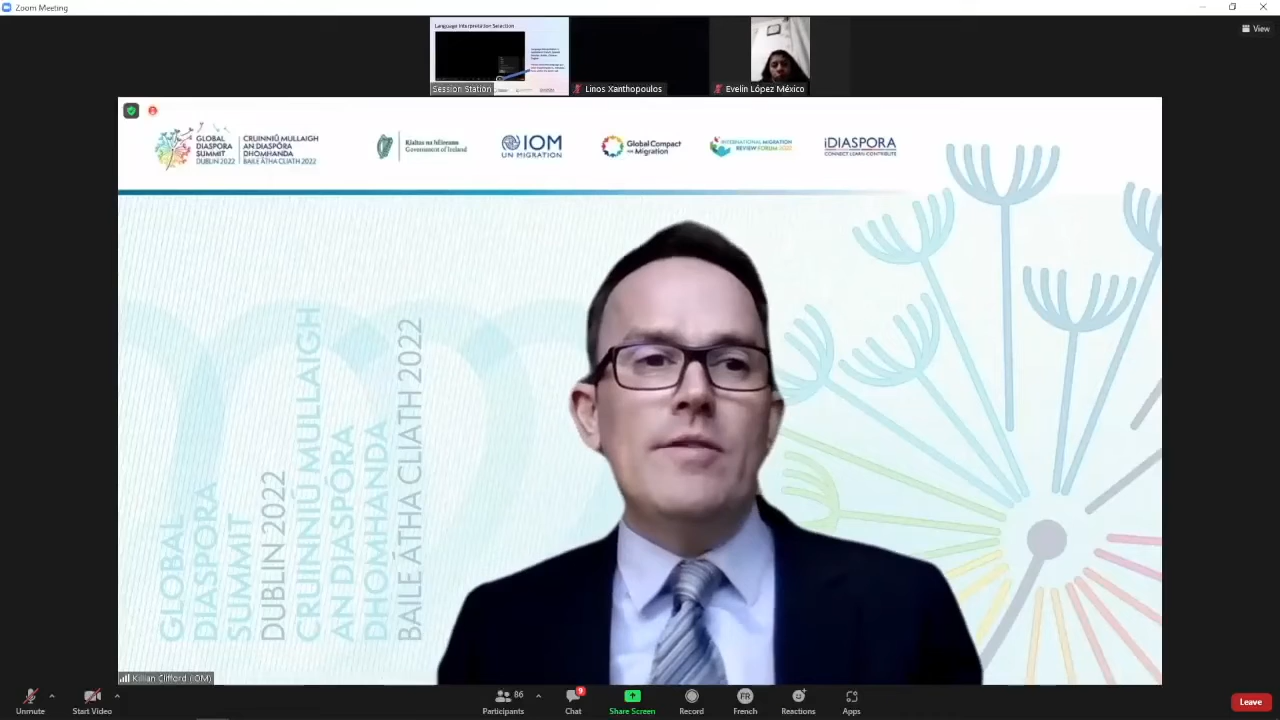 Zoom Meeting
View
Language Interpretation Selection
Session Station
Linos Xanthopoulos
Evelin López México
GLOBAL
DIASPORA
SUMMIT
DUBLIN 2022
CRUINNIÚ MULLAIGH
AN DIASPÓRA
DHOMHANDA
BAILE ÁTHA CLIATH 2022
Rialtas na hÉireann
Government of Ireland
IOM
UN MIGRATION
Global Compact
for Migration
INTERNATIONAL MIGRATION
REVIEW FORUM 2022
iDIASPORA
CONNECT LEARN CONTRIBUTE
GLOBAL
DIASPORA
SUMMIT
DUBLIN 2022
CRUINNIÚ MULLAIGH
AN DIASPÓRA
DHOMHANDA
BAILE ÁTHA CLIATH 2022
Killian Clifford (IOM)
Unmute
Start Video
86
Participants
9
Chat
Share Screen
Record
FR
French
Reactions
Apps
Leave